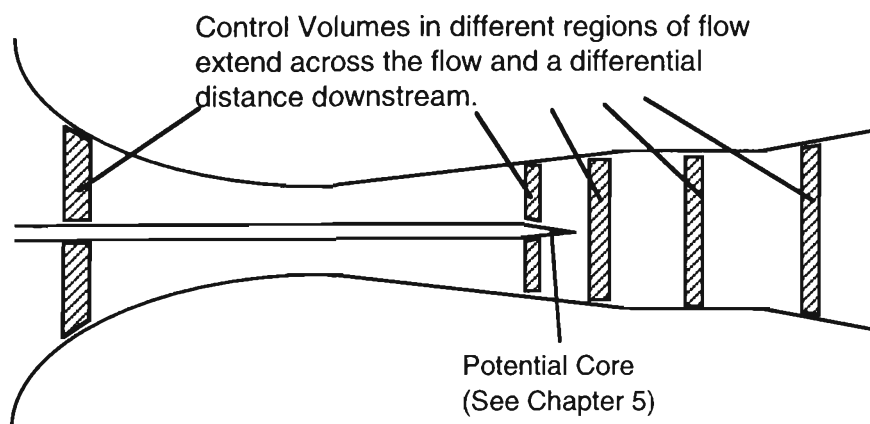 Control Volumes in different regions of flow
extend across the flow and a differential
distance downstream.
Potential Core
(See Chapter 5)